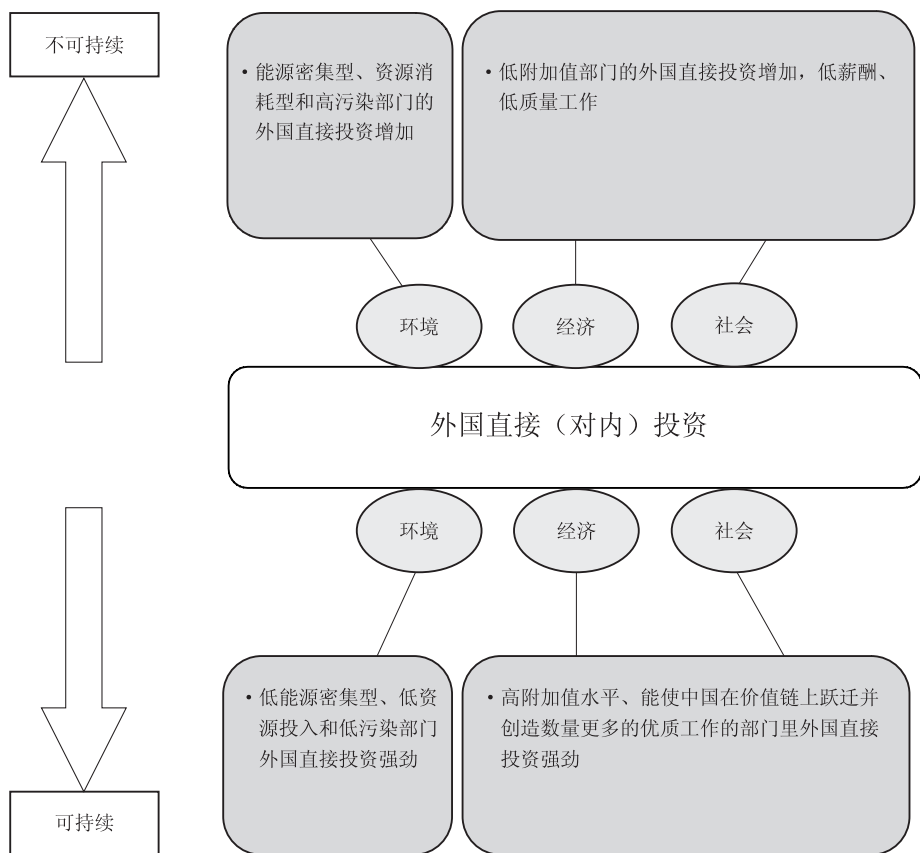 不可持续
• 能源密集型、资源消
耗型和高污染部门的
外国直接投资增加
• 低附加值部门的外国直接投资增加，低薪酬、
低质量工作
环境
经济
社会
外国直接（对内）投资
环境
经济
社会
• 低能源密集型、低资
源投入和低污染部门
外国直接投资强劲
• 高附加值水平、能使中国在价值链上跃迁并
创造数量更多的优质工作的部门里外国直接
投资强劲
可持续